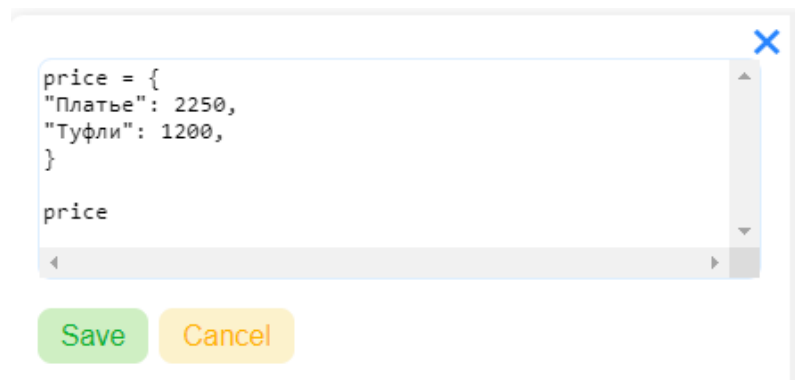 price = {
"Платье": 2250,
"Туфли": 1200,
}
price
Save
Cancel